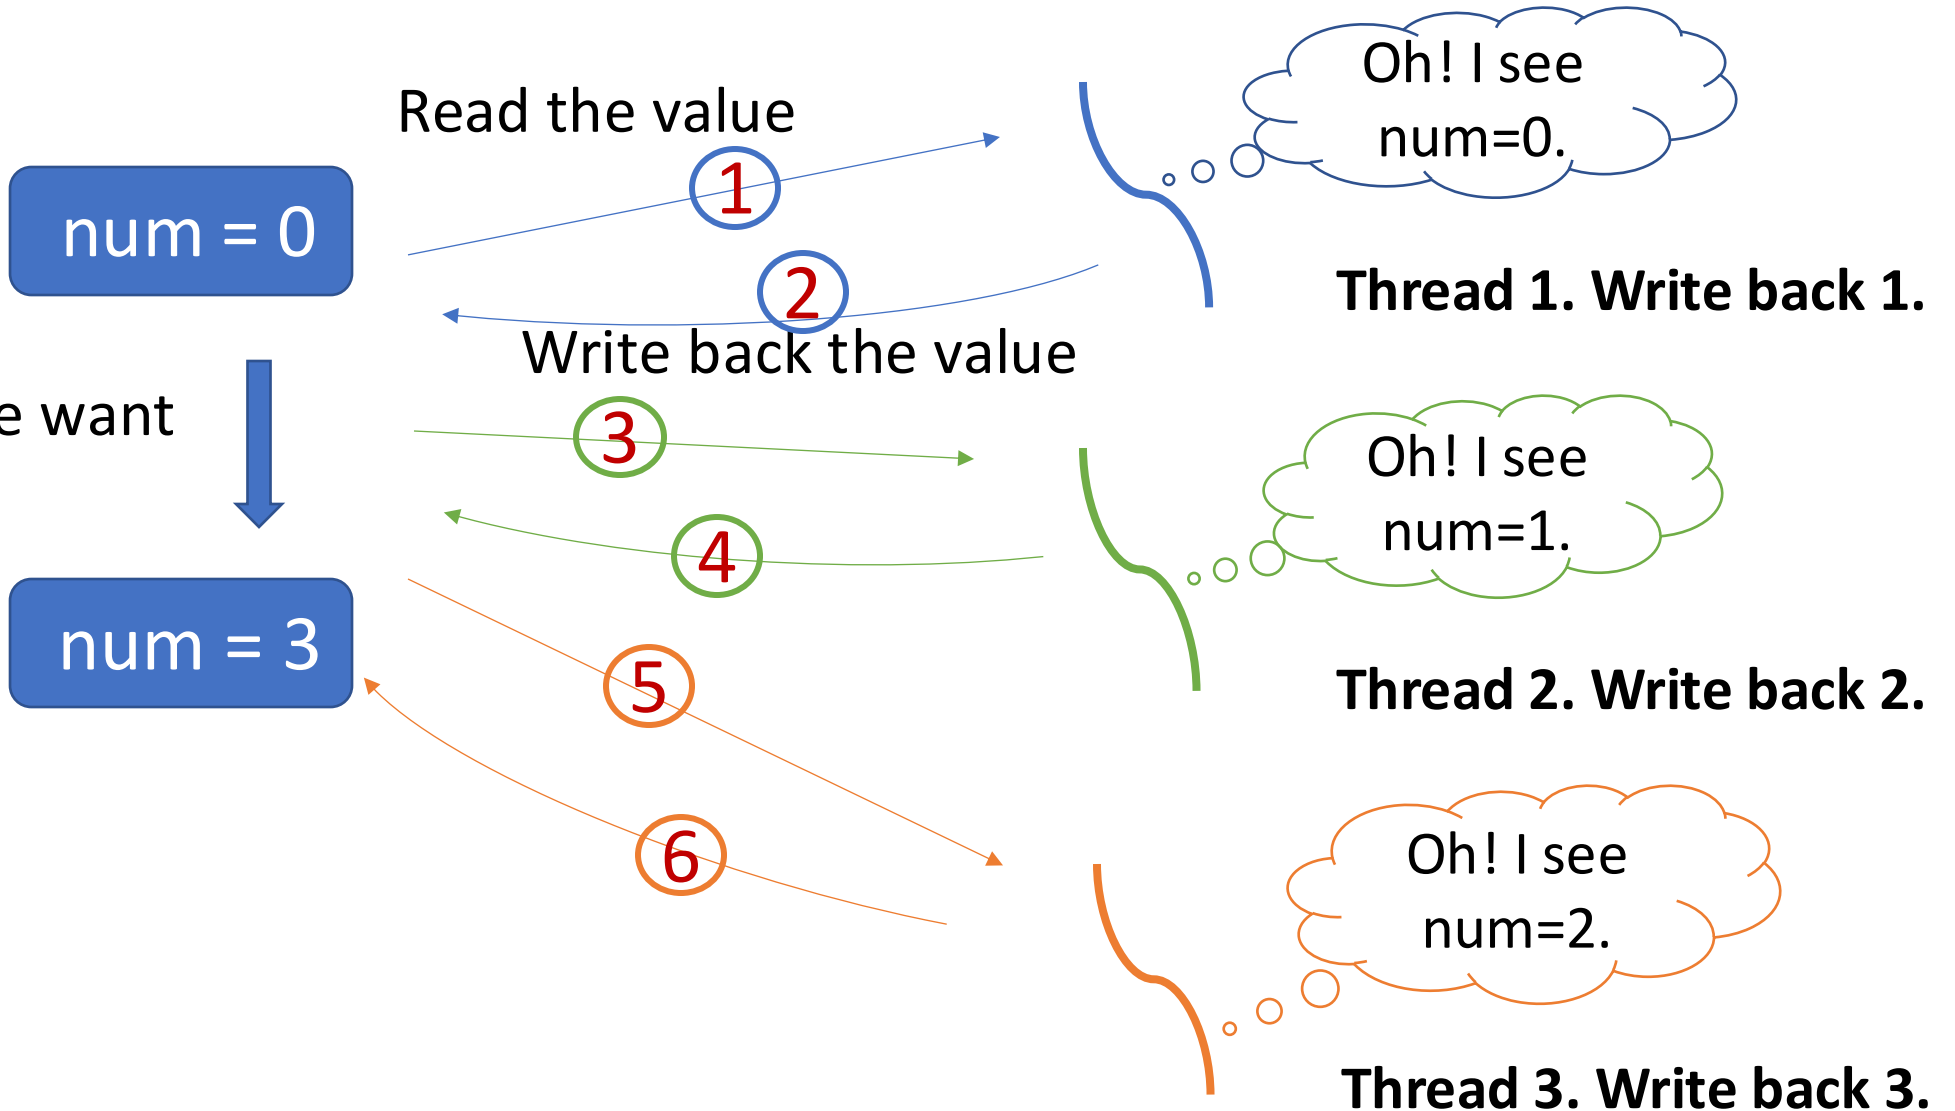 Oh! I see
num=0.
Read the value
1
num = 0
2
Thread 1. Write back 1.
Write back the value
e want
3
Oh! I see
num=1.
4
num = 3
5
Thread 2. Write back 2.
6
Oh! I see
num=2.
Thread 3. Write back 3.